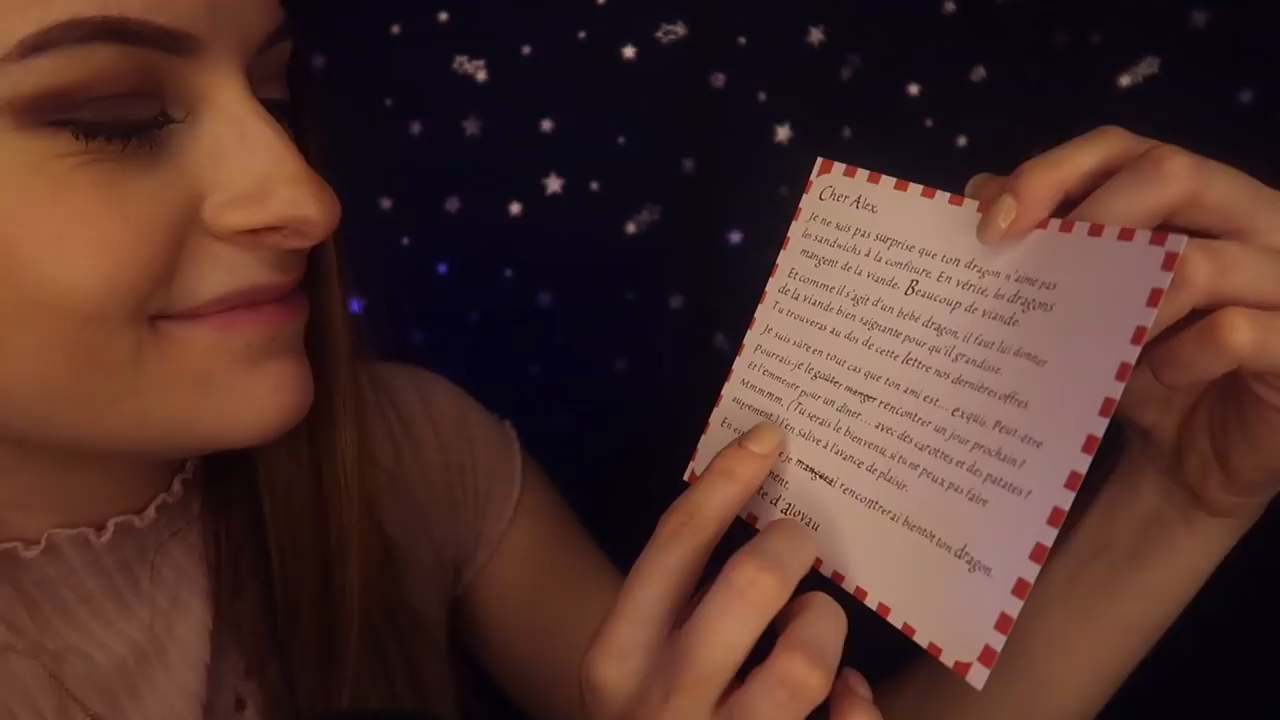 Cher Alex,
Je ne suis pas surprise que ton dragon n'aime pas
les sandwichs à la confiture. En vérité, les dragons
mangent de la viande. Beaucoup de viande.
Et comme il s'agit d'un bébé dragon, il faut lui donner
de la viande bien saignante pour qu'il grandisse.
Tu trouveras au dos de cette lettre nos dernières offres
Je suis sûre en tout cas que ton ami est... exquis. Peut-être
pourrais-je le goûter manger rencontrer un jour prochain !
Et l'emmener pour un dîner... avec des carottes et des patates !
Mmmmm. (Tu serais le bienvenu, si tu ne peux pas faire
autrement.) J'en salive à l'avance de plaisir.
En
je mangerai rencontrerai bientôt ton dragon,
d'aloyau